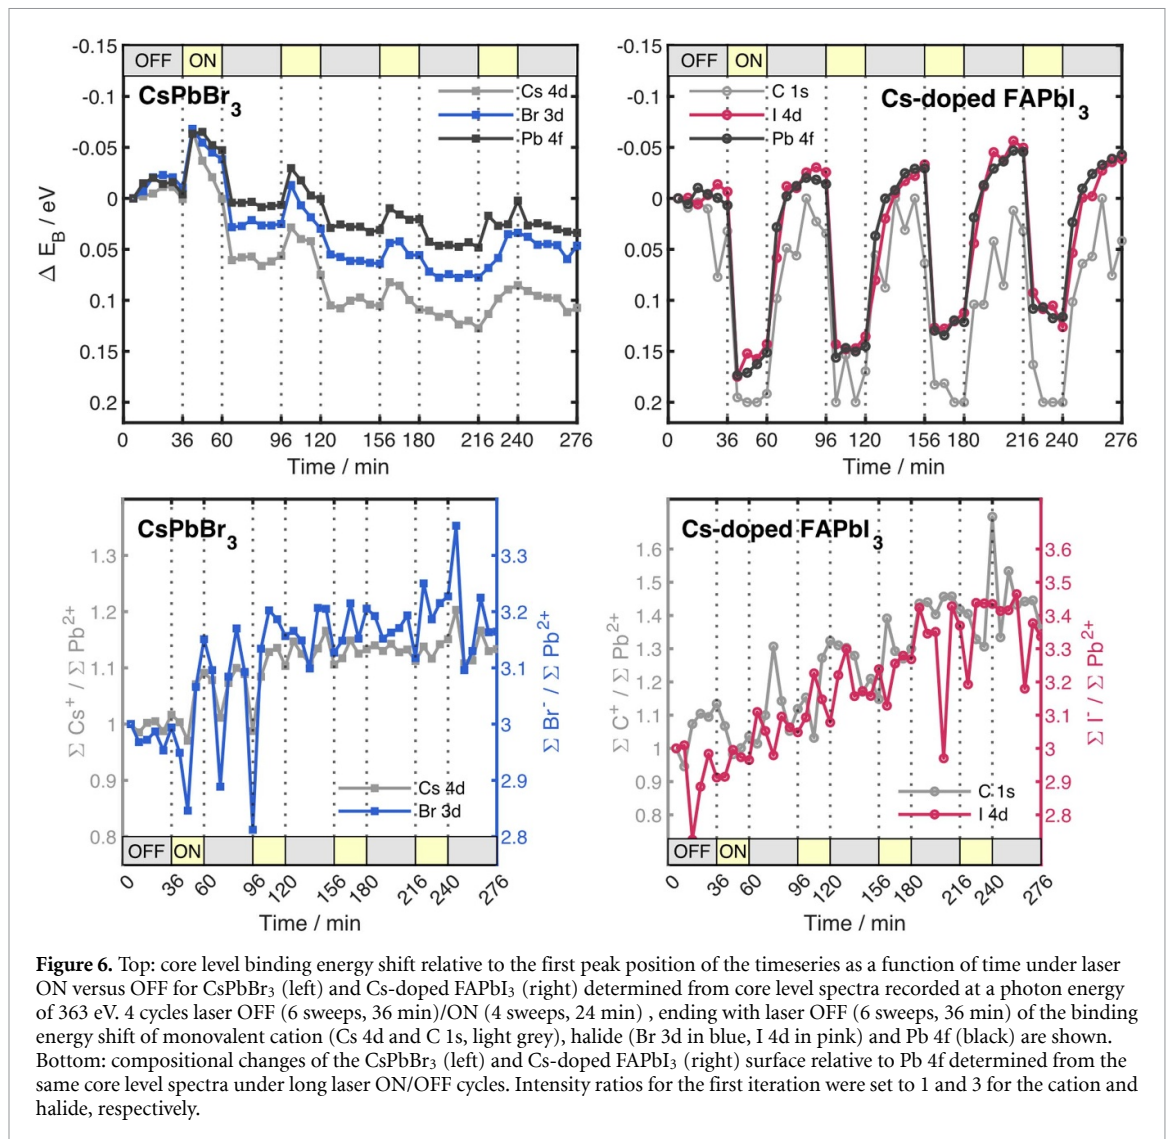 -0.15
-0.1
-0.05
0
0.05
0.1
0.15
0.2
Δ E_B / eV
OFF ON
CsPbBr₃
Cs 4d
Br 3d
Pb 4f
0 36 60 96 120 156 180 216 240 276
Time / min
-0.15
-0.1
-0.05
0
0.05
0.1
0.15
0.2
OFF ON
C 1s
I 4d
Pb 4f
Cs-doped FAPbI₃
0 36 60 96 120 156 180 216 240 276
Time / min
CsPbBr₃
1.3
1.2
1.1
1
0.9
0.8
Σ Cs⁺ / Σ Pb²⁺
3.3
3.2
3.1
3
2.9
2.8
Σ Br⁻ / Σ Pb²⁺
Cs 4d
Br 3d
OFF ON
0 36 60 96 120 156 180 216 240 276
Time / min
Cs-doped FAPbI₃
1.6
1.5
1.4
1.3
1.2
1.1
1
0.9
0.8
Σ C⁺ / Σ Pb²⁺
3.6
3.5
3.4
3.3
3.2
3.1
3
2.9
2.8
Σ I⁻ / Σ Pb²⁺
C 1s
I 4d
OFF ON
0 36 60 96 120 156 180 216 240 276
Time / min
Figure 6. Top: core level binding energy shift relative to the first peak position of the timeseries as a function of time under laser
ON versus OFF for CsPbBr₃ (left) and Cs-doped FAPbI₃ (right) determined from core level spectra recorded at a photon energy
of 363 eV. 4 cycles laser OFF (6 sweeps, 36 min)/ON (4 sweeps, 24 min) , ending with laser OFF (6 sweeps, 36 min) of the binding
energy shift of monovalent cation (Cs 4d and C 1s, light grey), halide (Br 3d in blue, I 4d in pink) and Pb 4f (black) are shown.
Bottom: compositional changes of the CsPbBr₃ (left) and Cs-doped FAPbI₃ (right) surface relative to Pb 4f determined from the
same core level spectra under long laser ON/OFF cycles. Intensity ratios for the first iteration were set to 1 and 3 for the cation and
halide, respectively.